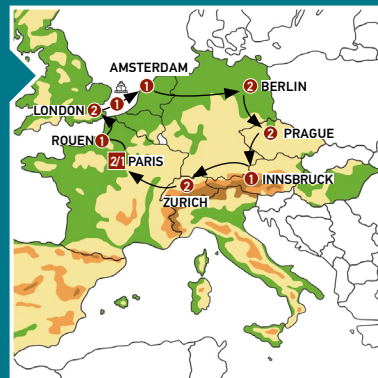 AMSTERDAM
1
2 BERLIN
1
LONDON 2
2 PRAGUE
ROUEN 1
2/1 PARIS
1 INNSBRUCK
2
ZURICH